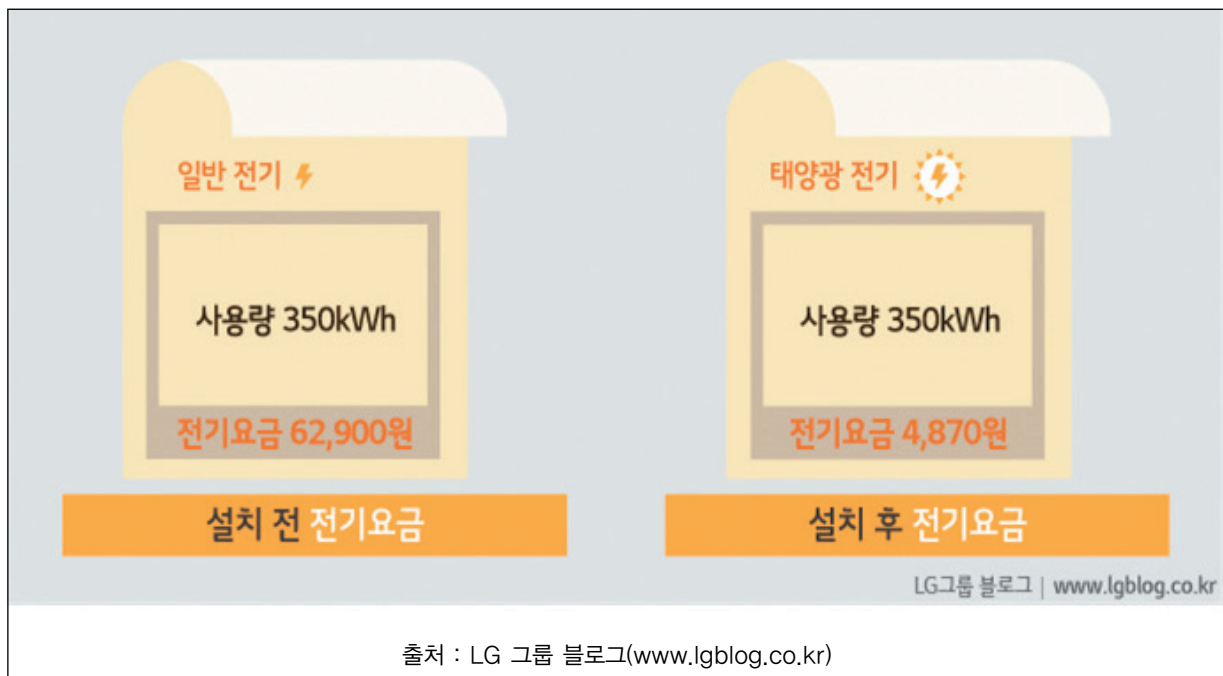 일반 전기
사용량 350kWh
전기요금 62,900원
설치 전 전기요금
태양광 전기
사용량 350kWh
전기요금 4,870원
설치 후 전기요금
LG그룹 블로그 | www.lgblog.co.kr
출처 : LG 그룹 블로그(www.lgblog.co.kr)